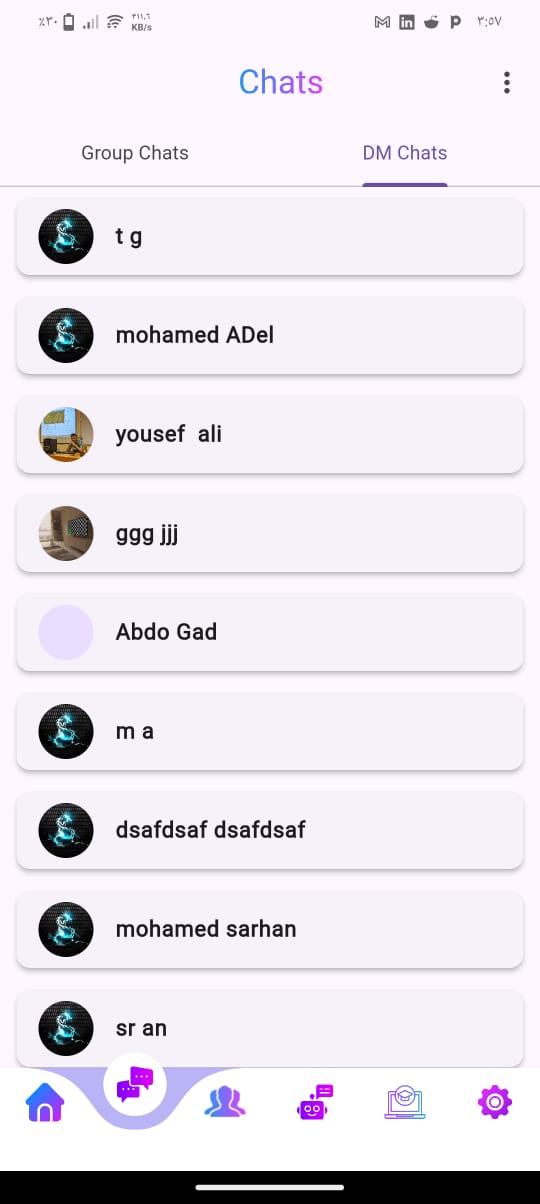 ٪٣٠
٣١١٫٦
KB/s
٣:٥٧
Chats
Group Chats
DM Chats
t g
mohamed ADel
yousef  ali
ggg jjj
Abdo Gad
m a
dsafdsaf dsafdsaf
mohamed sarhan
sr an